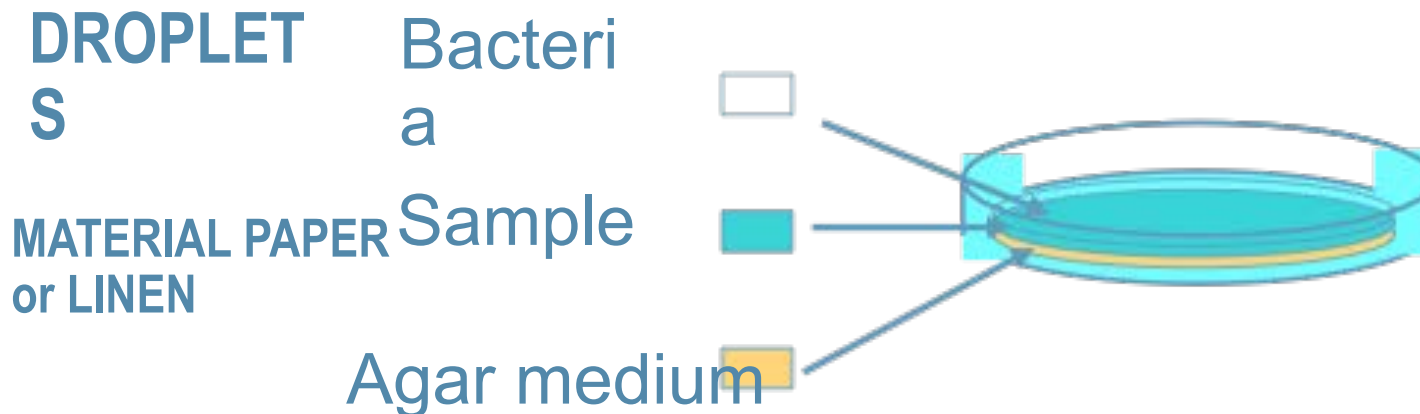 DROPLET
S
Bacteri
a
MATERIAL PAPER
or LINEN
Sample
Agar medium